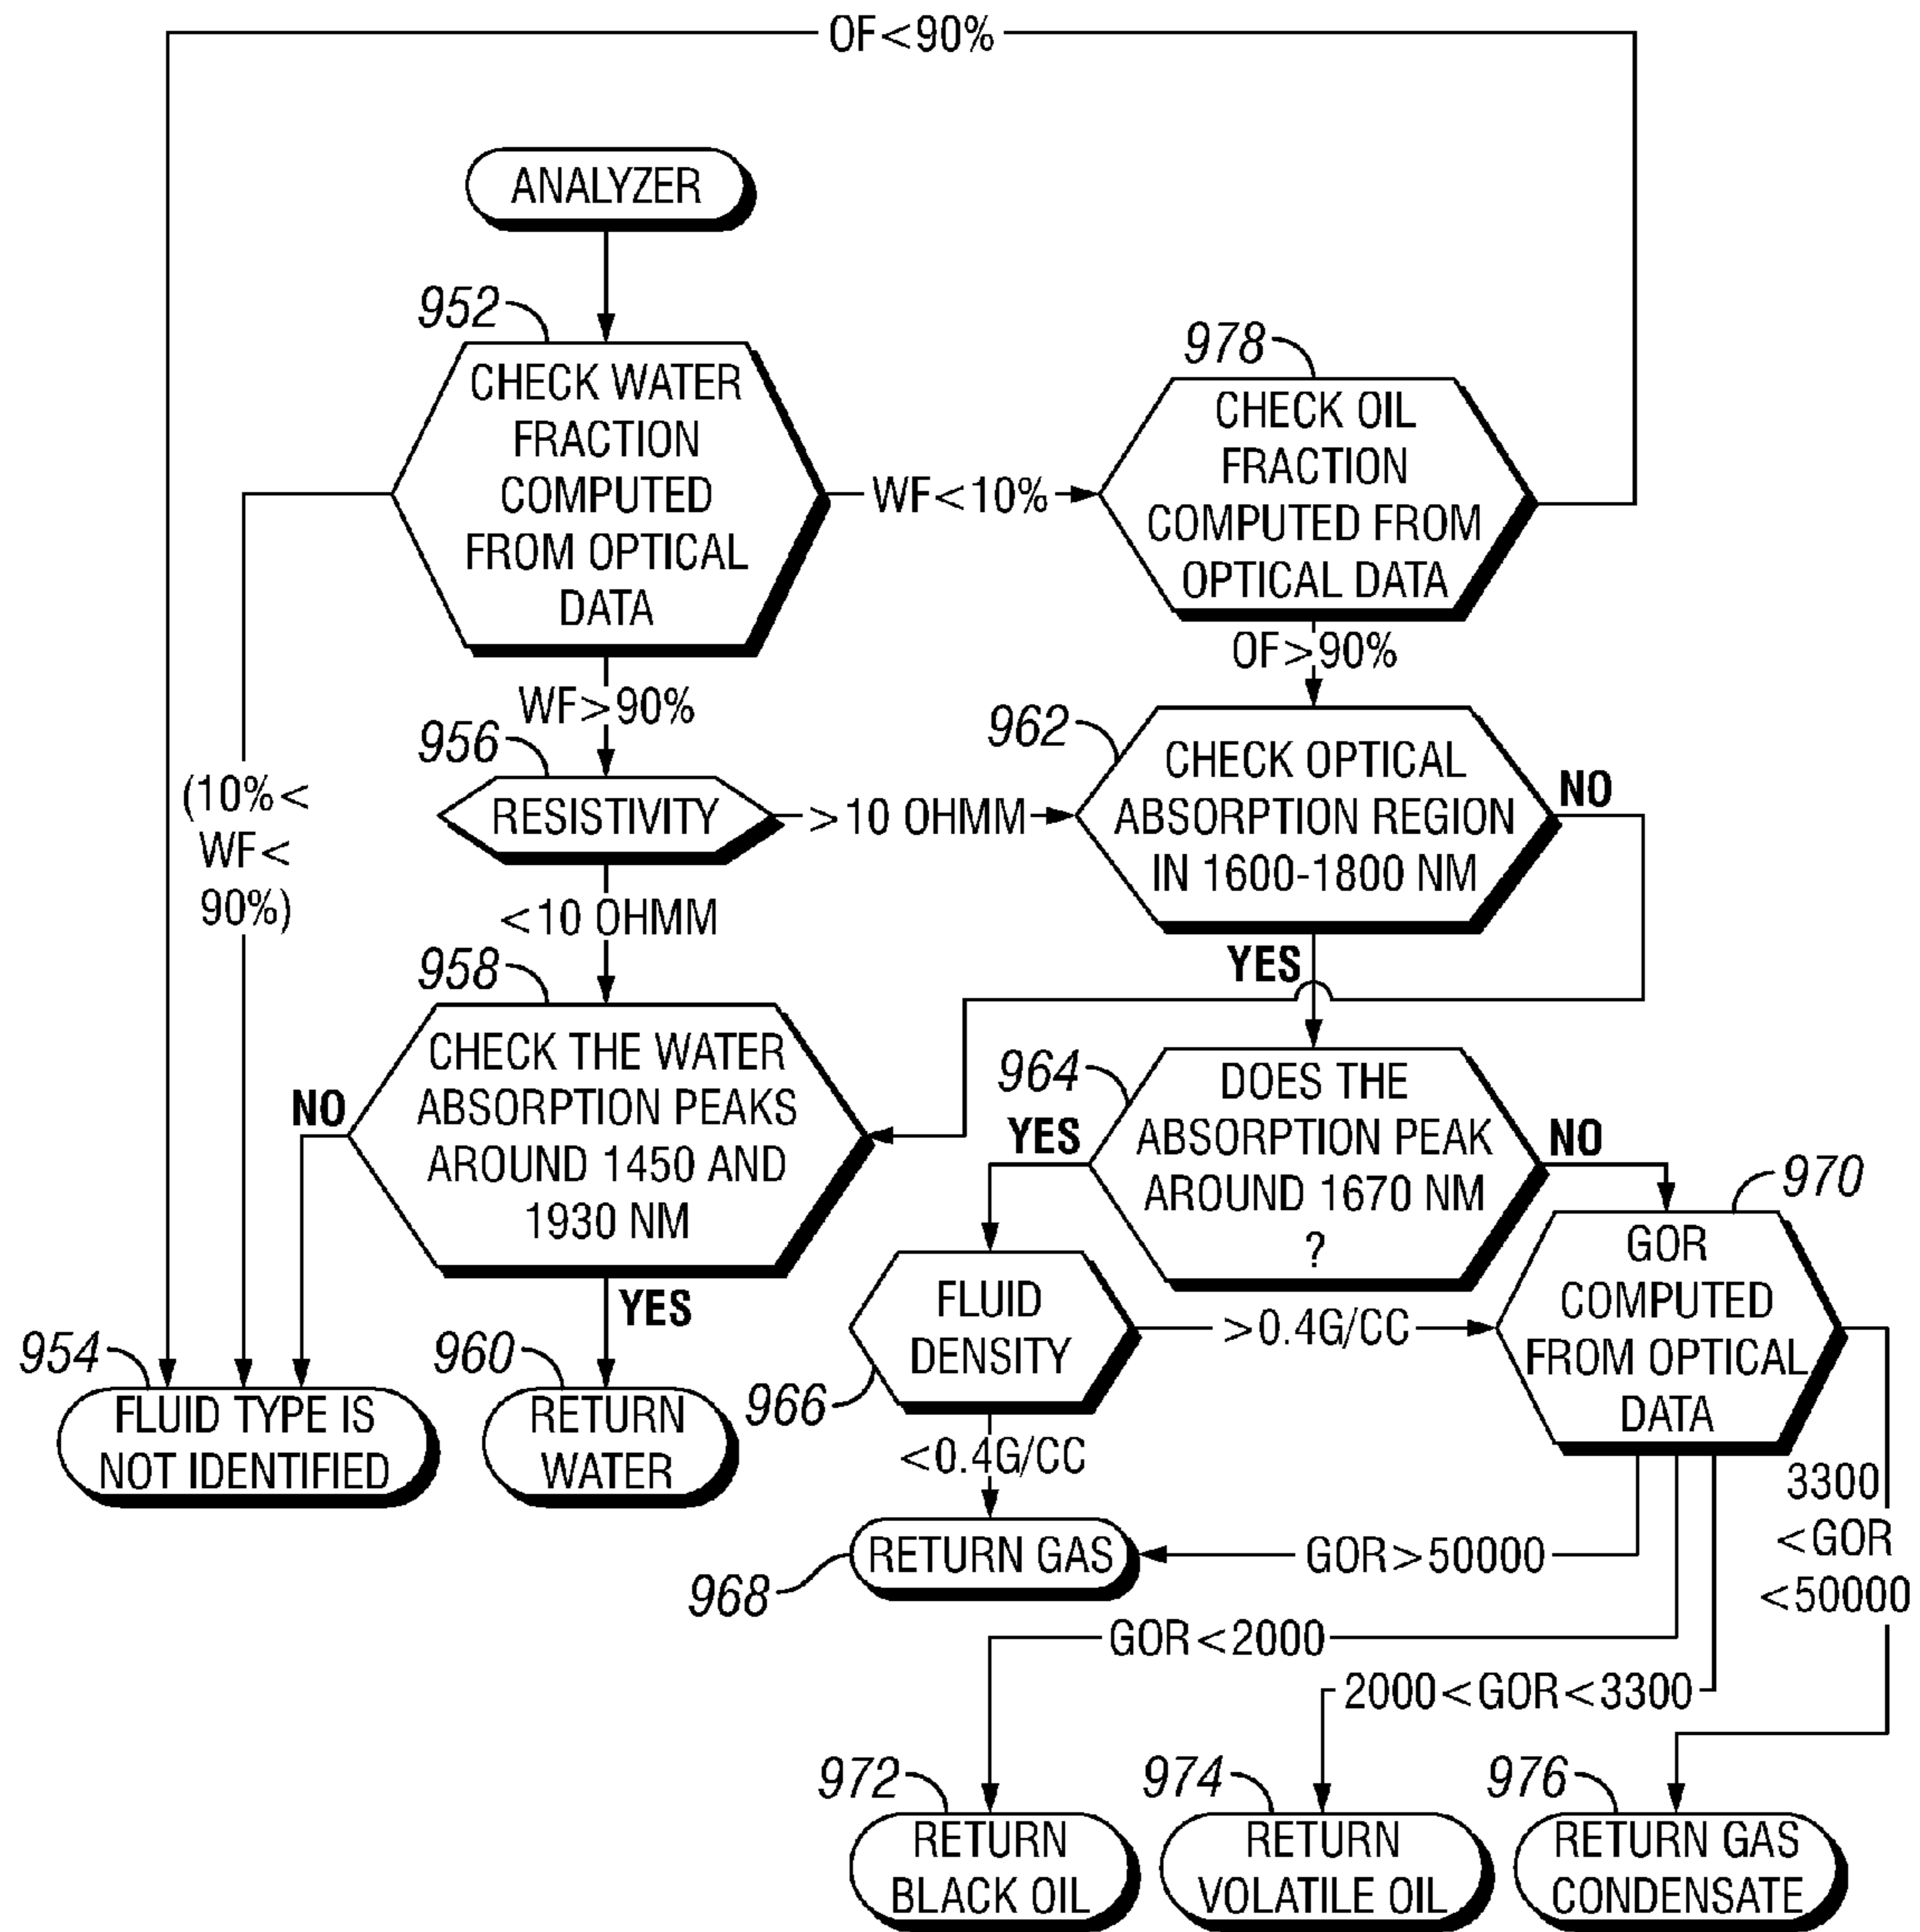 OF<90%
ANALYZER
952
CHECK WATER
FRACTION
COMPUTED
FROM OPTICAL
DATA
WF<10%
978
CHECK OIL
FRACTION
COMPUTED FROM
OPTICAL DATA
WF>90%
OF>90%
(10%<
WF<
90%)
956
RESISTIVITY
>10 OHMM
962
CHECK OPTICAL
ABSORPTION REGION
IN 1600-1800 NM
NO
<10 OHMM
YES
958
CHECK THE WATER
ABSORPTION PEAKS
AROUND 1450 AND
1930 NM
NO
YES
964
DOES THE
ABSORPTION PEAK
AROUND 1670 NM
?
YES
NO
954
FLUID TYPE IS
NOT IDENTIFIED
960
RETURN
WATER
966
FLUID
DENSITY
>0.4G/CC
970
GOR
COMPUTED
FROM OPTICAL
DATA
<0.4G/CC
968
RETURN GAS
GOR>50000
3300
<GOR
<50000
GOR<2000
2000<GOR<3300
972
RETURN
BLACK OIL
974
RETURN
VOLATILE OIL
976
RETURN GAS
CONDENSATE